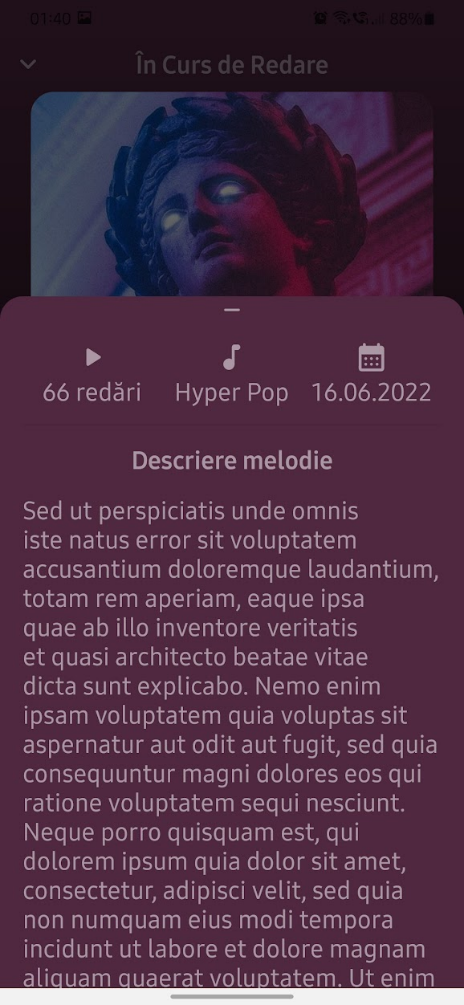 01:40 88%
În Curs de Redare
66 redări Hyper Pop 16.06.2022
Descriere melodie
Sed ut perspiciatis unde omnis
iste natus error sit voluptatem
accusantium doloremque laudantium,
totam rem aperiam, eaque ipsa
quae ab illo inventore veritatis
et quasi architecto beatae vitae
dicta sunt explicabo. Nemo enim
ipsam voluptatem quia voluptas sit
aspernatur aut odit aut fugit, sed quia
consequuntur magni dolores eos qui
ratione voluptatem sequi nesciunt.
Neque porro quisquam est, qui
dolorem ipsum quia dolor sit amet,
consectetur, adipisci velit, sed quia
non numquam eius modi tempora
incidunt ut labore et dolore magnam
aliquam quaerat voluptatem. Ut enim